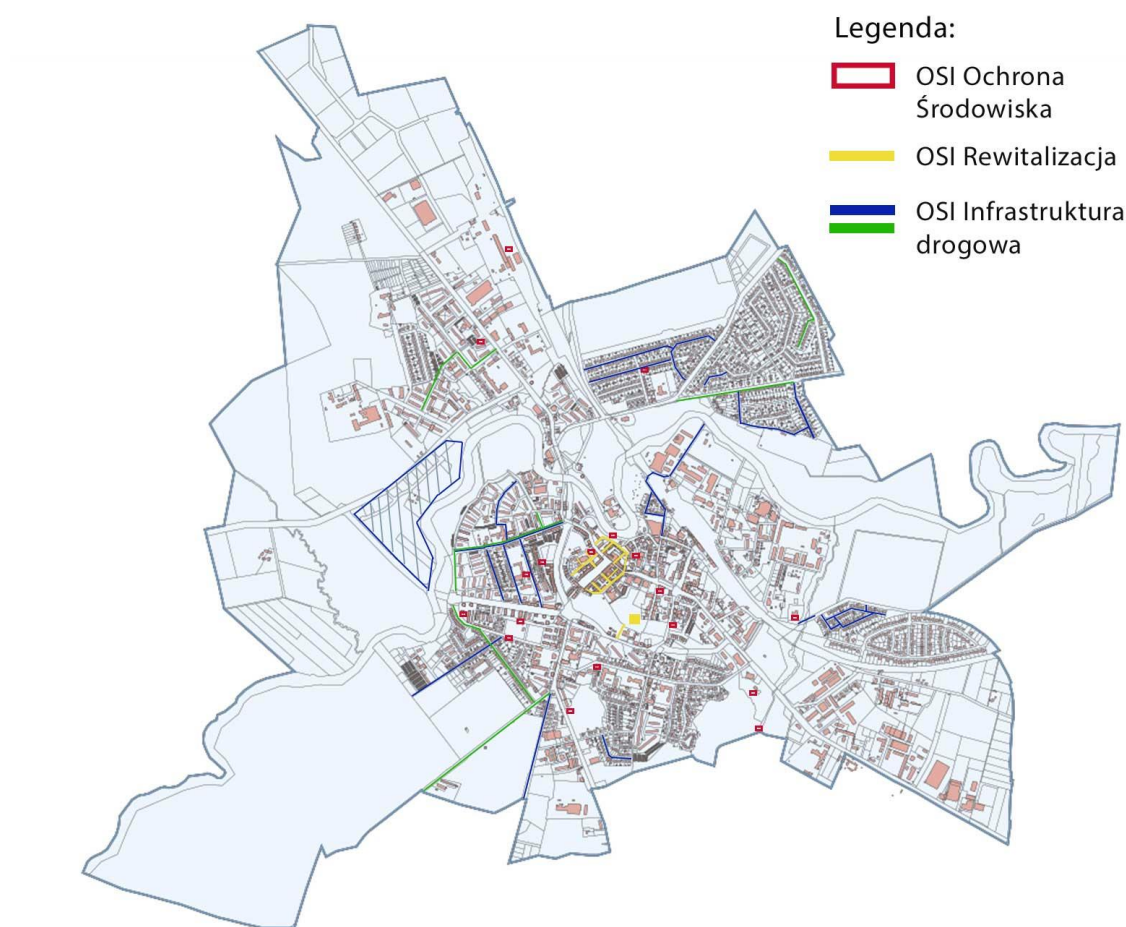 Legenda:
OSI Ochrona
Środowiska
OSI Rewitalizacja
OSI Infrastruktura
drogowa